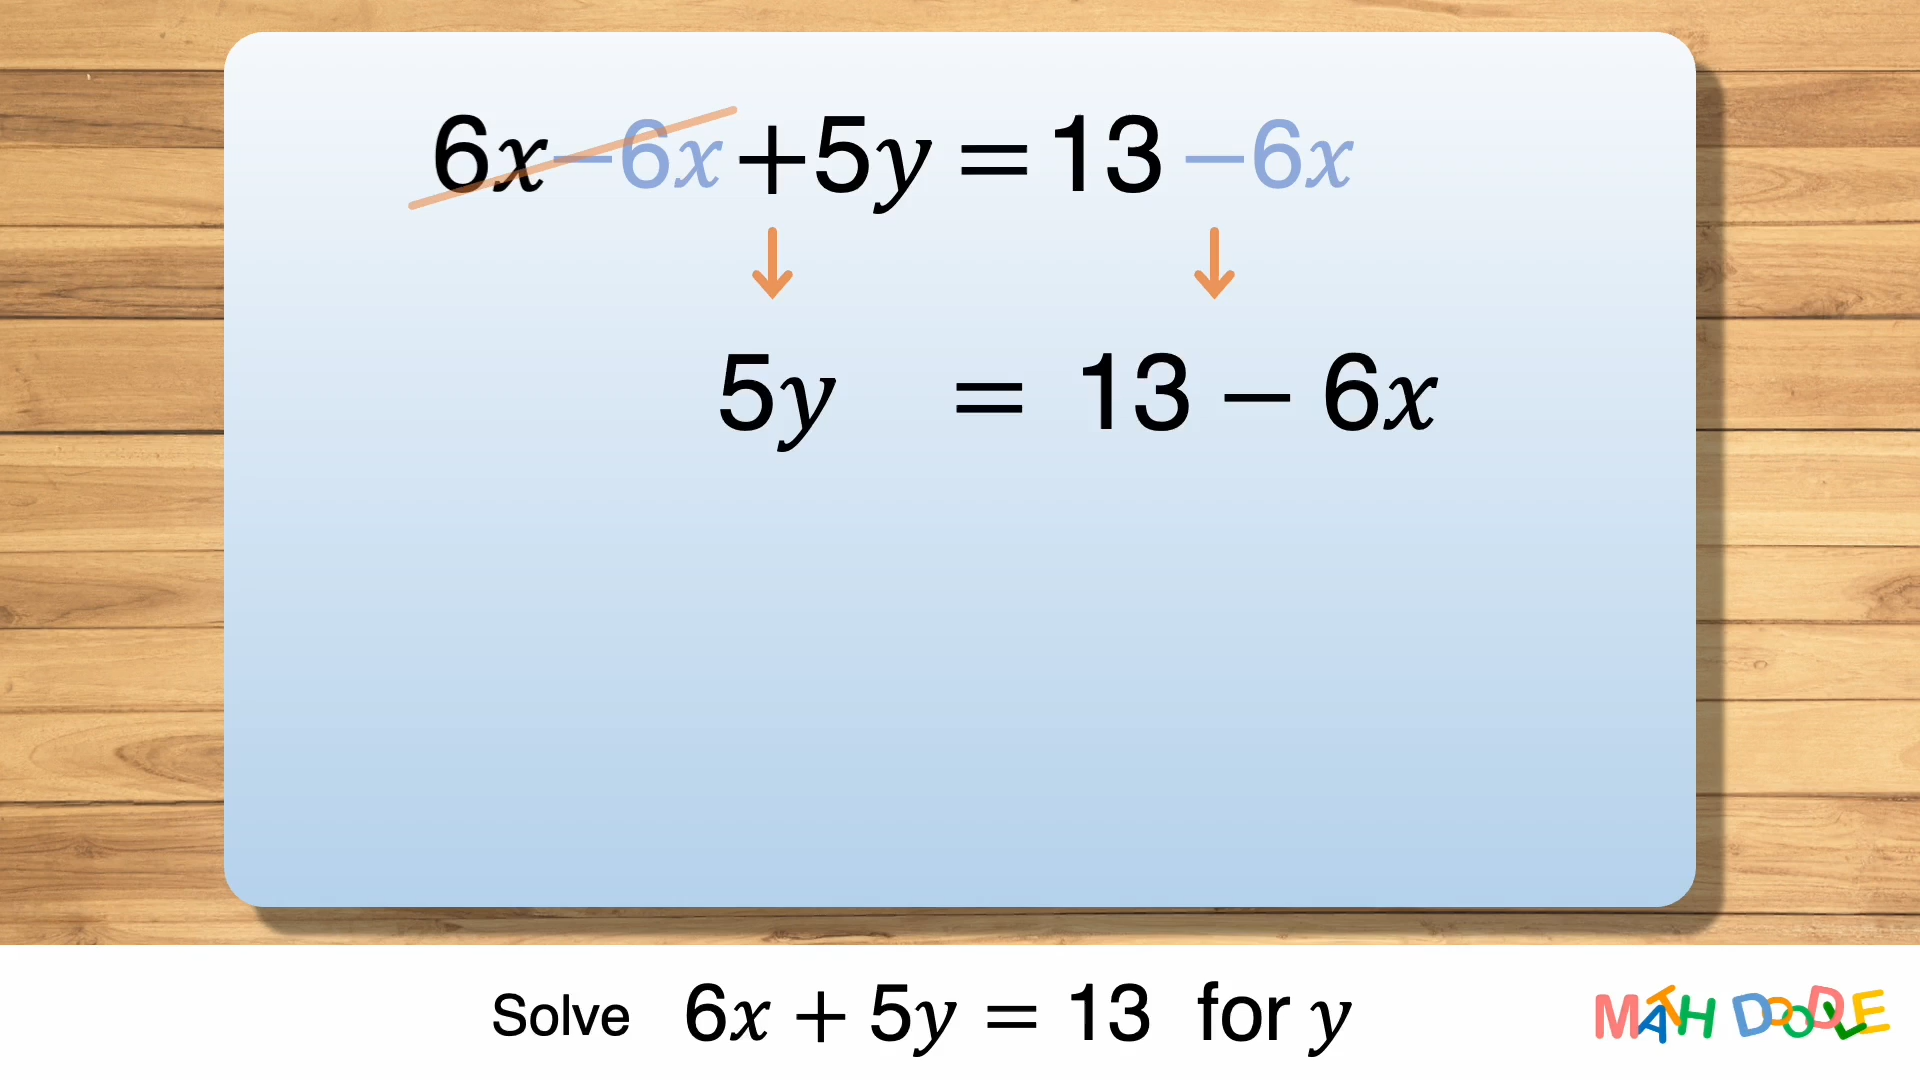 6x−6x+5y=13−6x
5y = 13 − 6x
Solve 6x + 5y = 13 for y
MATH DOODLE